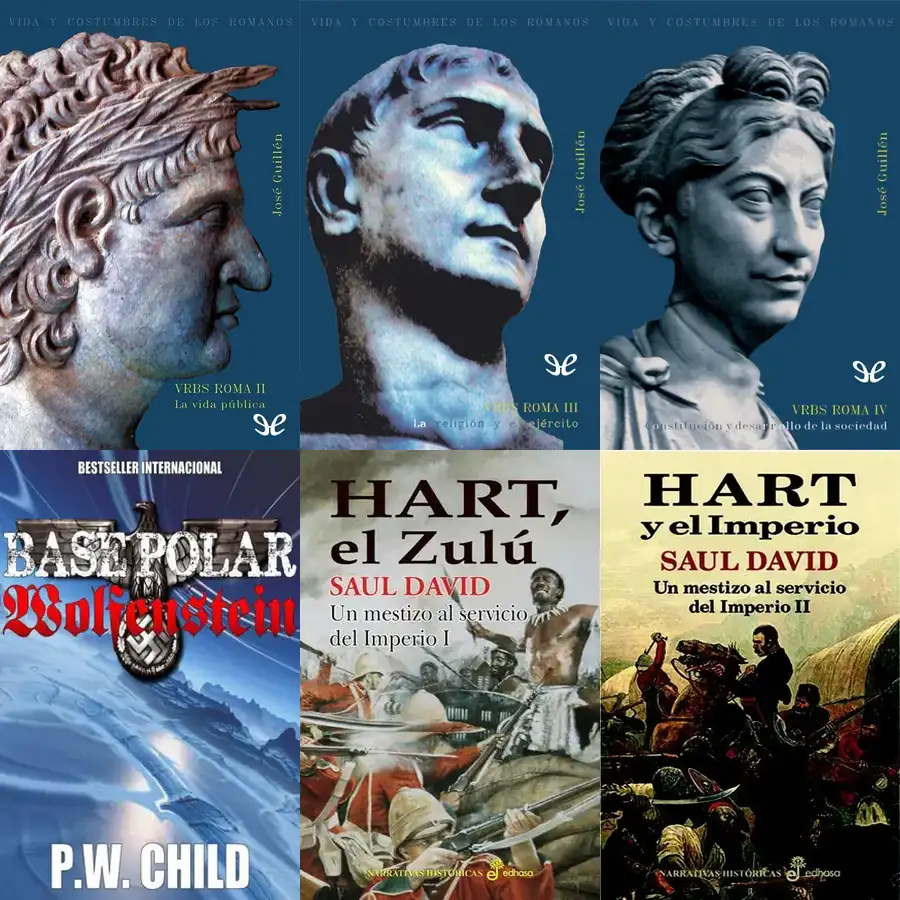 VIDA Y COSTUMBRES DE LOS ROMANOS
José Guillén
VRBS ROMA II
La vida pública
VIDA Y COSTUMBRES DE LOS ROMANOS
José Guillén
VRBS ROMA III
La religión y el ejército
VIDA Y COSTUMBRES DE LOS ROMANOS
José Guillén
VRBS ROMA IV
Constitución y desarrollo de la sociedad
BESTSELLER INTERNACIONAL
BASE POLAR
Wolfenstein
P.W. CHILD
HART,
el Zulú
SAUL DAVID
Un mestizo al servicio
del Imperio I
NARRATIVAS HISTÓRICAS edhasa
HART
y el Imperio
SAUL DAVID
Un mestizo al servicio
del Imperio II
NARRATIVAS HISTÓRICAS edhasa